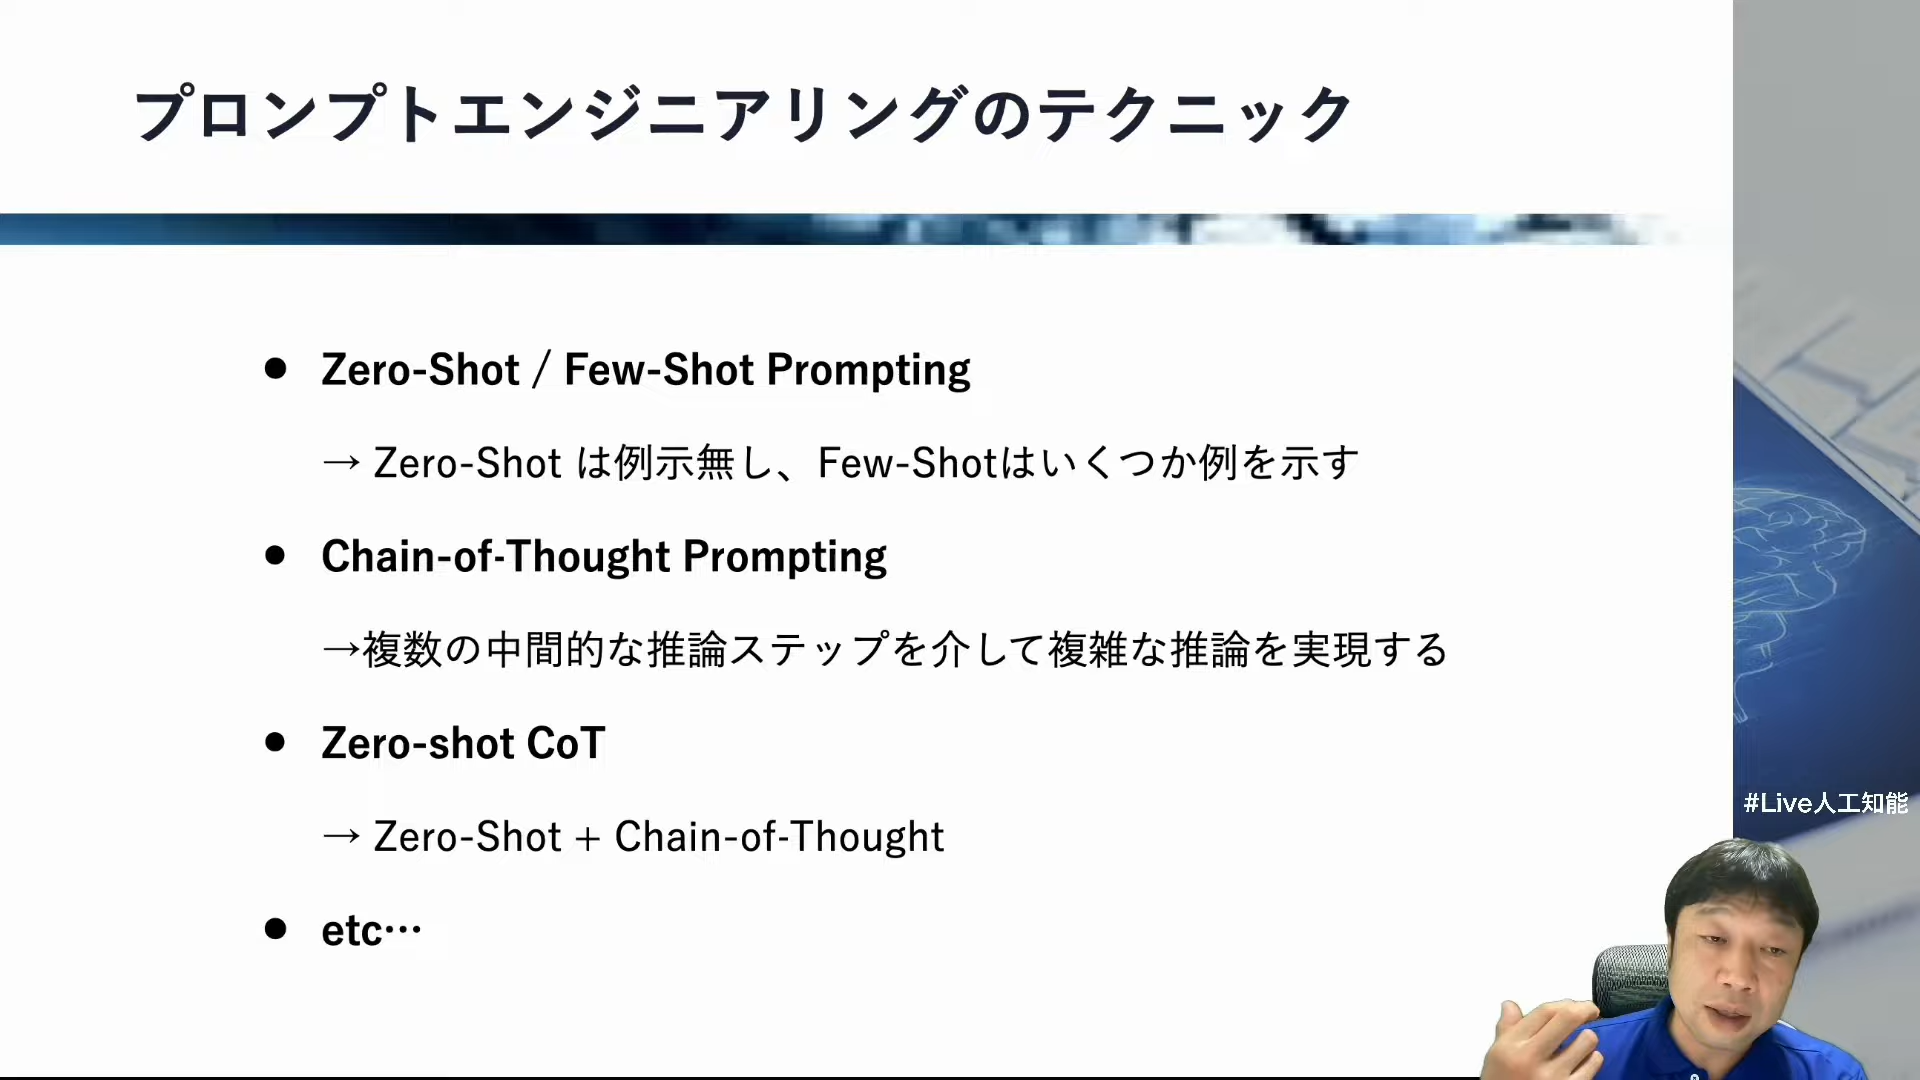 プロンプトエンジニアリングのテクニック
● Zero-Shot / Few-Shot Prompting
→ Zero-Shot は例示無し、Few-Shotはいくつか例を示す
● Chain-of-Thought Prompting
→複数の中間的な推論ステップを介して複雑な推論を実現する
● Zero-shot CoT
→ Zero-Shot + Chain-of-Thought
● etc…
#Live人工知能